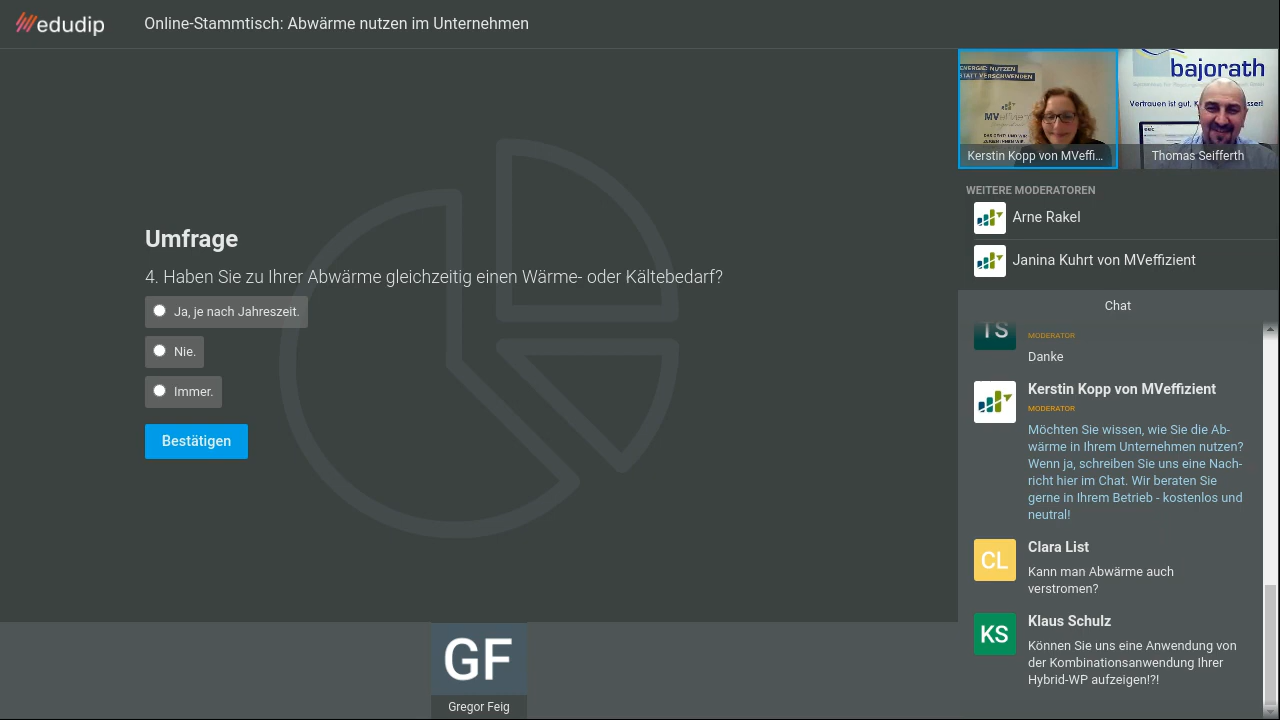 edudip
Online-Stammtisch: Abwärme nutzen im Unternehmen
ENERGIE: NUTZEN
STATT VERSCHWENDEN
MVeffizient
bajorath
Vertrauen ist gut, K
Kerstin Kopp von MVeffi...
Thomas Seifferth
WEITERE MODERATOREN
Arne Rakel
Janina Kuhrt von MVeffizient
Umfrage
4. Haben Sie zu Ihrer Abwärme gleichzeitig einen Wärme- oder Kältebedarf?
Ja, je nach Jahreszeit.
Nie.
Immer.
Bestätigen
GF
Gregor Feig
Chat
TS
MODERATOR
Danke
Kerstin Kopp von MVeffizient
MODERATOR
Möchten Sie wissen, wie Sie die Ab-
wärme in Ihrem Unternehmen nutzen?
Wenn ja, schreiben Sie uns eine Nach-
richt hier im Chat. Wir beraten Sie
gerne in Ihrem Betrieb - kostenlos und
neutral!
CL
Clara List
Kann man Abwärme auch
verstromen?
KS
Klaus Schulz
Können Sie uns eine Anwendung von
der Kombinationsanwendung Ihrer
Hybrid-WP aufzeigen!?!